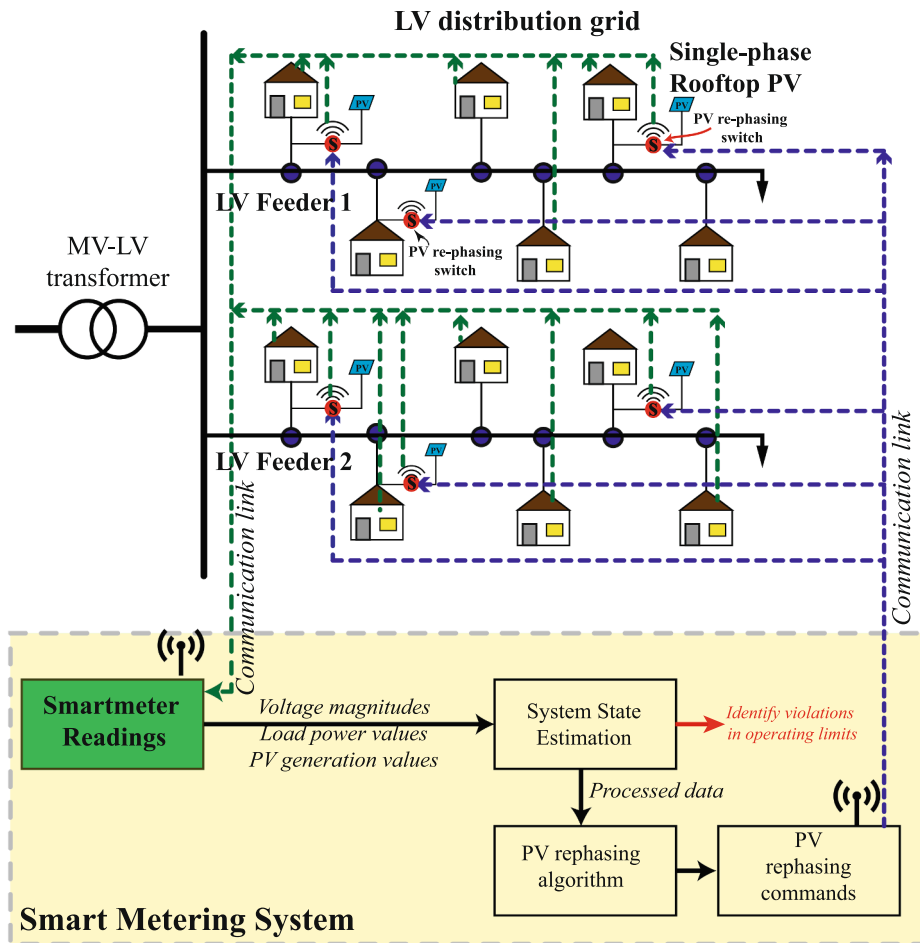 LV distribution grid
Single-phase
Rooftop PV
PV
PV
PV re-phasing
switch
S
S
LV Feeder 1
PV
S
PV re-phasing
switch
MV-LV
transformer
PV
PV
S
S
LV Feeder 2
PV
S
Communication link
Communication link
Smartmeter
Readings
Voltage magnitudes
Load power values
PV generation values
System State
Estimation
Identify violations
in operating limits
Processed data
PV rephasing
algorithm
PV
rephasing
commands
Smart Metering System